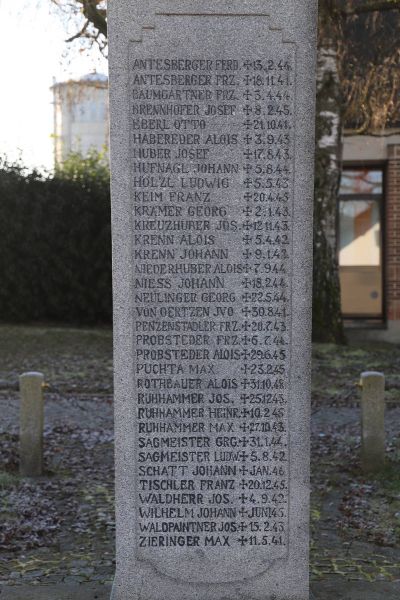 ANTESBERGER FERD. ✝13.2.44.
ANTESBERGER FRZ. ✝18.11.41.
BAUMGARTNER FRZ. ✝3.4.44.
BRENNHOFER JOSEF ✝8.2.45.
EBERL OTTO ✝21.10.41.
HABEREDER ALOIS ✝3.9.43
HUBER JOSEF ✝17.8.43.
HUFNAGL JOHANN ✝5.8.44.
HÖLZL LUDWIG ✝5.5.43
KEIM FRANZ ✝20.4.45
KRAMER GEORG ✝2.1.43.
KREUZHUBER JOS. ✝12.11.43.
KRENN ALOIS ✝5.4.42.
KRENN JOHANN ✝9.1.43.
NIEDERHUBER ALOIS ✝7.9.44.
NIESS JOHANN ✝18.2.44.
NEULINGER GEORG ✝22.5.44.
VON OERTZEN JVO ✝30.8.41.
PENZENSTADLER FRZ. ✝20.7.43.
PROBSTEDER FRZ. ✝6.7.44.
PROBSTEDER ALOIS ✝29.6.45
PUCHTA MAX ✝23.2.45.
ROTHBAUER ALOIS ✝31.10.42.
RUHHAMMER JOS. ✝25.12.43.
RUHHAMMER HEINR. ✝10.2.45
RUHHAMMER MAX ✝27.10.43.
SAGMEISTER GRG. ✝31.1.44.
SAGMEISTER LUDW. ✝5.8.42.
SCHATT JOHANN ✝JAN.46
TISCHLER FRANZ ✝20.12.45.
WALDHERR JOS. ✝4.9.42.
WILHELM JOHANN ✝JUNI 43.
WALDPAINTNER JOS. ✝15.2.43.
ZIERINGER MAX ✝11.5.41.